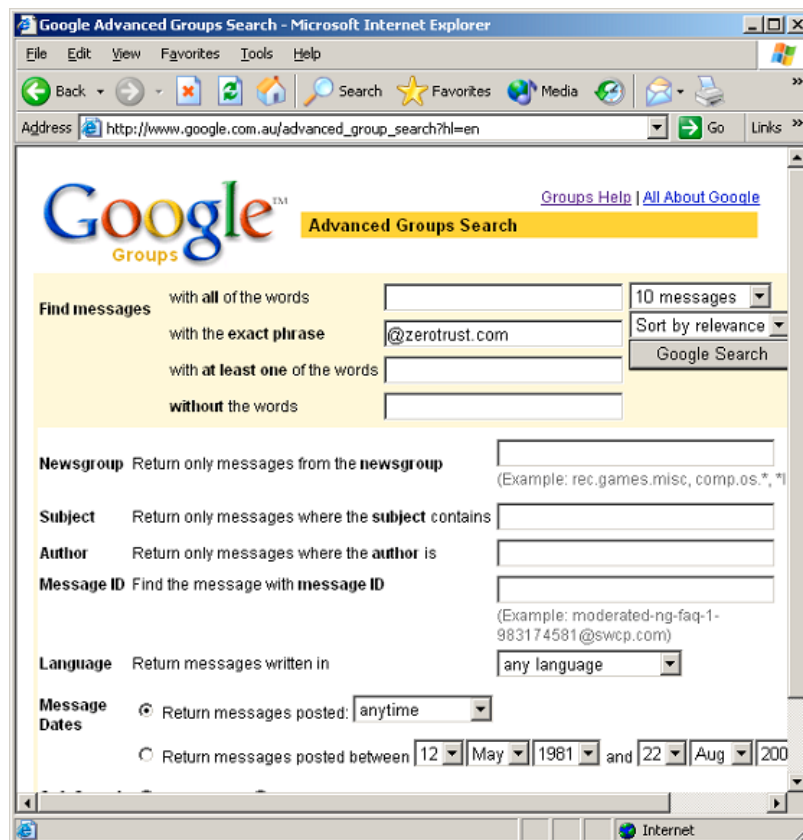 Google Advanced Groups Search - Microsoft Internet Explorer
File Edit View Favorites Tools Help
Back Search Favorites Media
Address http://www.google.com.au/advanced_group_search?hl=en Go Links
Google™
Groups
Groups Help | All About Google
Advanced Groups Search
Find messages with all of the words 10 messages
with the exact phrase @zerotrust.com Sort by relevance
Google Search
with at least one of the words
without the words
Newsgroup Return only messages from the newsgroup
(Example: rec.games.misc, comp.os.*, *l
Subject Return only messages where the subject contains
Author Return only messages where the author is
Message ID Find the message with message ID
(Example: moderated-ng-faq-1-
983174581@swcp.com)
Language Return messages written in any language
Message
Dates
Return messages posted: anytime
Return messages posted between 12 May 1981 and 22 Aug 200
Internet